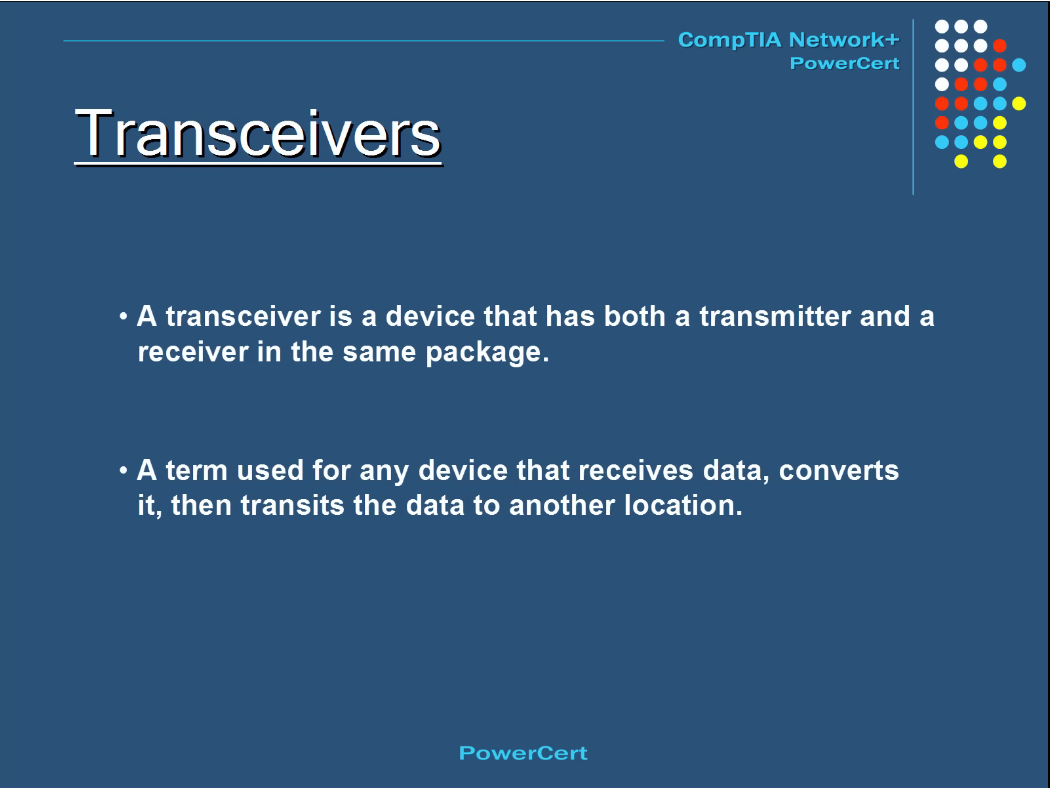 CompTIA Network+
PowerCert
Transceivers
• A transceiver is a device that has both a transmitter and a
receiver in the same package.
• A term used for any device that receives data, converts
it, then transits the data to another location.
PowerCert